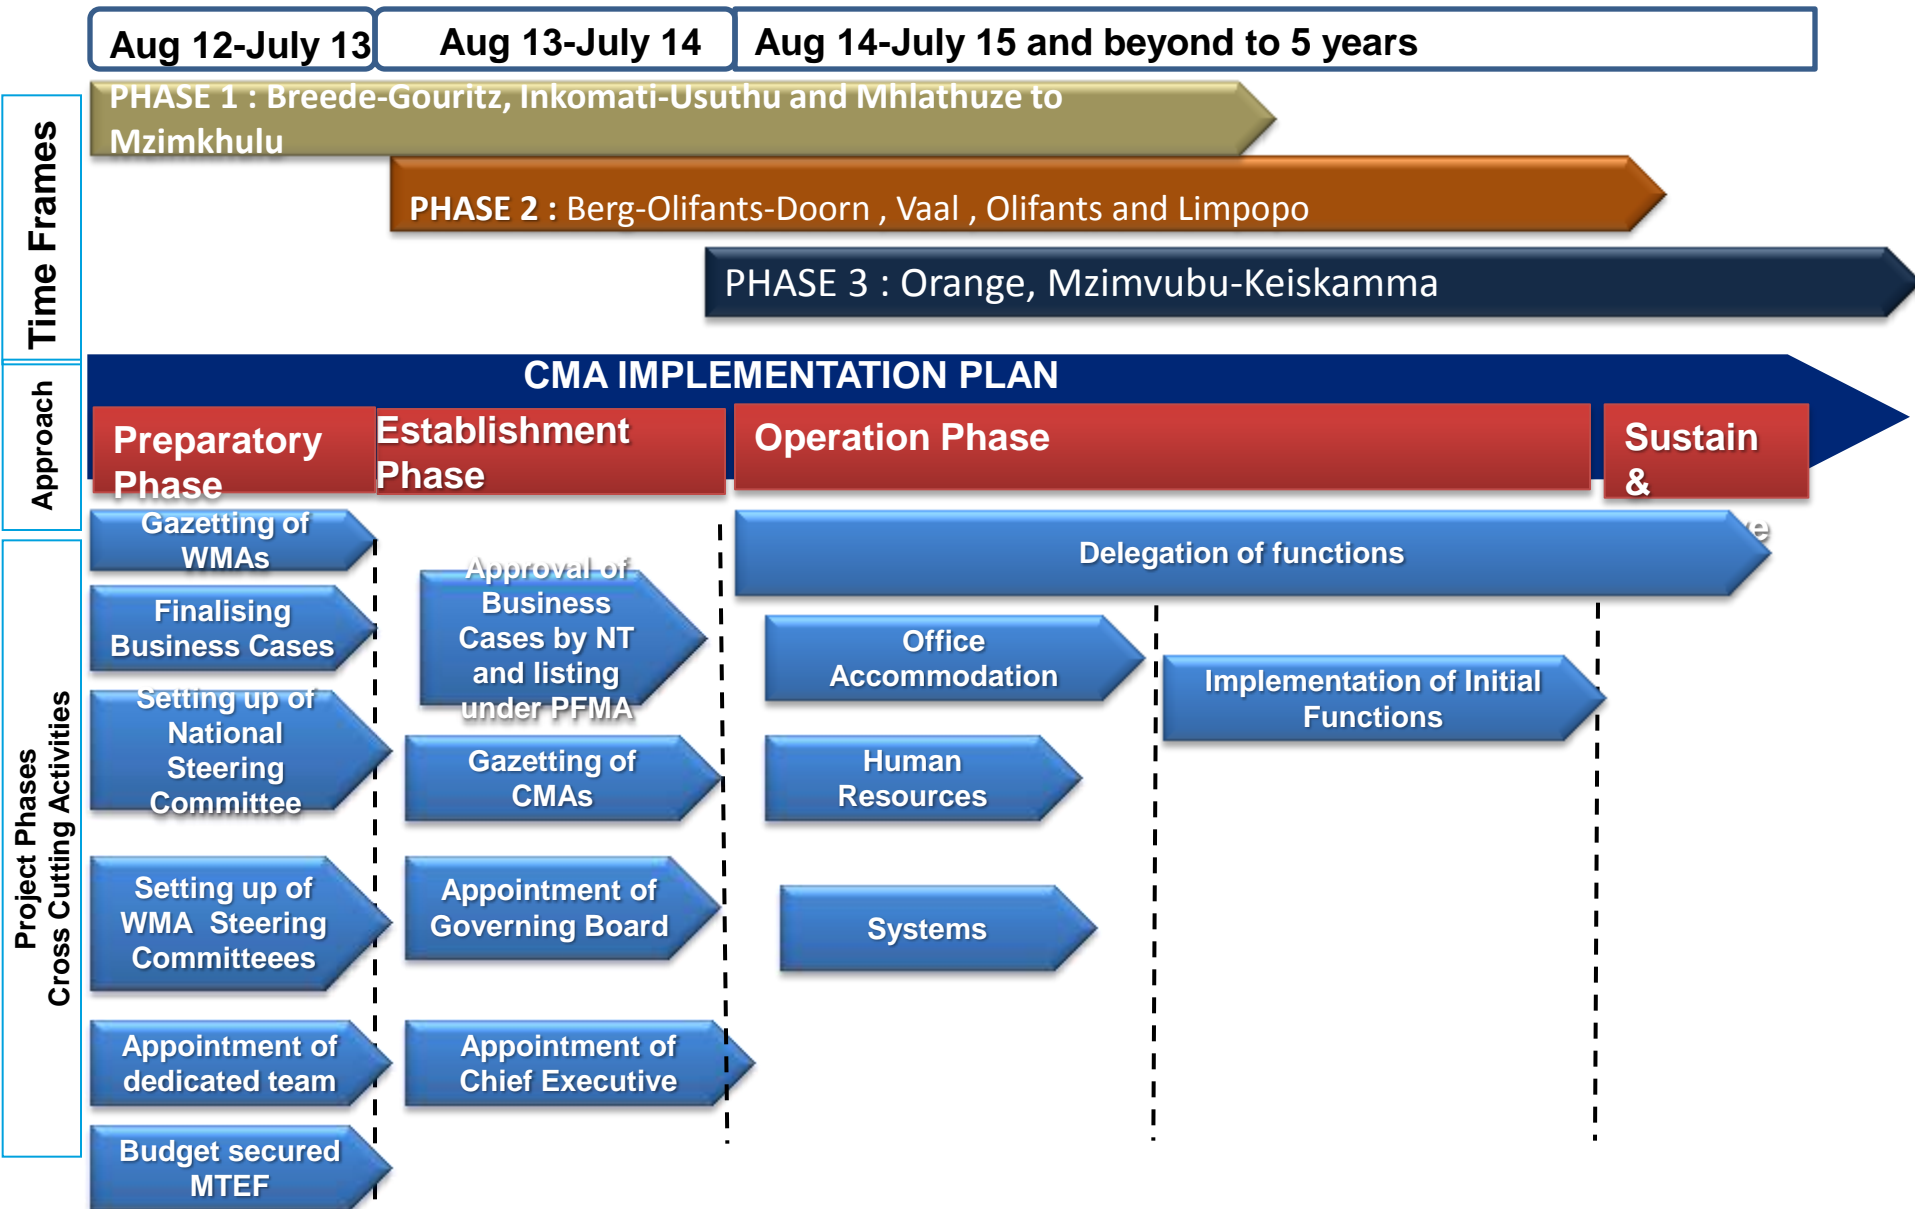 Aug 12-July 13
Aug 13-July 14
Aug 14-July 15 and beyond to 5 years
Time Frames
PHASE 1 : Breede-Gouritz, Inkomati-Usuthu and Mhlathuze to
Mzimkhulu
PHASE 2 : Berg-Olifants-Doorn , Vaal , Olifants and Limpopo
PHASE 3 : Orange, Mzimvubu-Keiskamma
Approach
CMA IMPLEMENTATION PLAN
Preparatory
Phase
Establishment
Phase
Operation Phase
Sustain
&
Project Phases
Cross Cutting Activities
Gazetting of
WMAs
Finalising
Business Cases
Setting up of
National
Steering
Committee
Setting up of
WMA Steering
Committeees
Appointment of
dedicated team
Budget secured
MTEF
Approval of
Business
Cases by NT
and listing
under PFMA
Gazetting of
CMAs
Appointment of
Governing Board
Appointment of
Chief Executive
Delegation of functions
Office
Accommodation
Human
Resources
Systems
Implementation of Initial
Functions